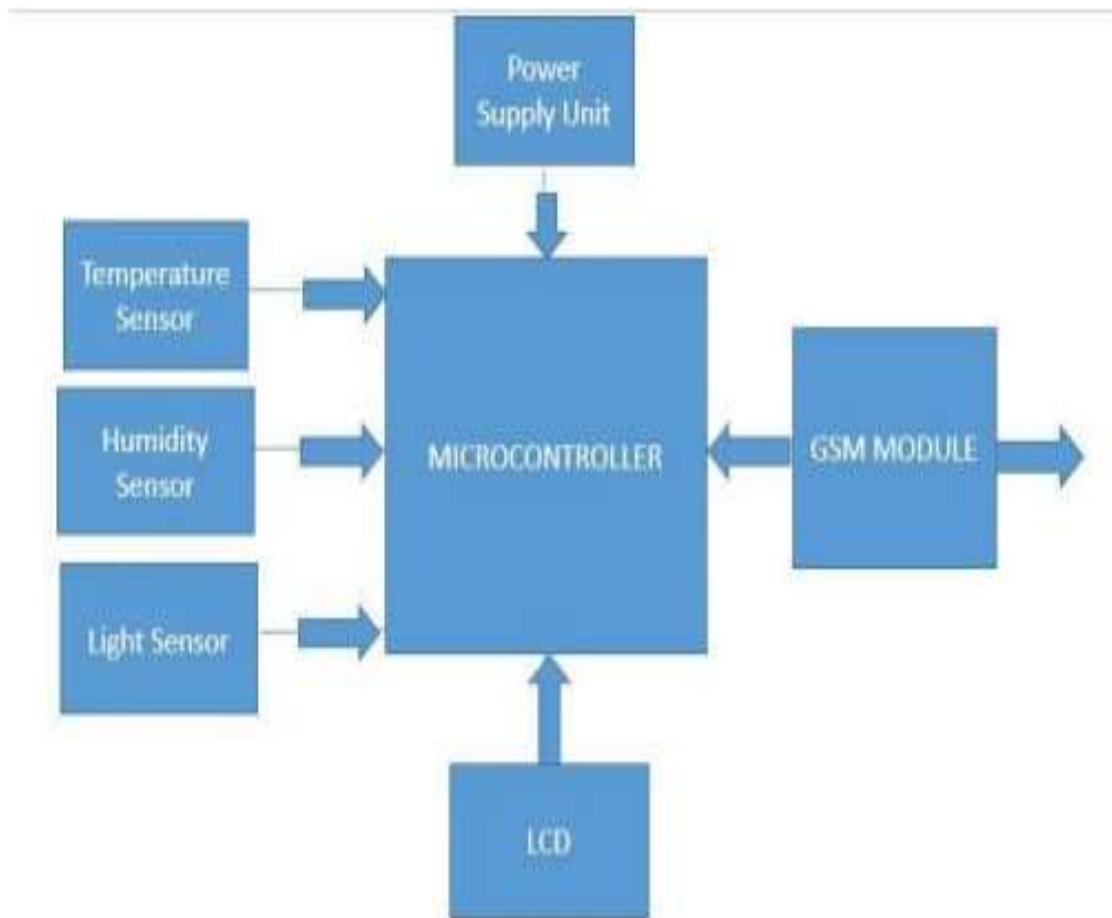 Power
Supply Unit
Temperature
Sensor
Humidity
Sensor
Light Sensor
MICROCONTROLLER
GSM MODULE
LCD